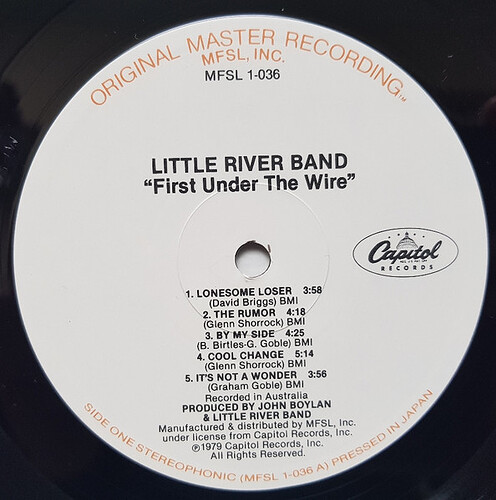 ORIGINAL MASTER RECORDING™
MFSL, INC.
MFSL 1-036
LITTLE RIVER BAND
“First Under The Wire”
Capitol
RECORDS
1. LONESOME LOSER 3:58
(David Briggs) BMI
2. THE RUMOR 4:18
(Glenn Shorrock) BMI
3. BY MY SIDE 4:25
(B. Birtles-G. Goble) BMI
4. COOL CHANGE 5:14
(Glenn Shorrock) BMI
5. IT'S NOT A WONDER 3:56
(Graham Goble) BMI
Recorded in Australia
PRODUCED BY JOHN BOYLAN
& LITTLE RIVER BAND
Manufactured & distributed by MFSL, Inc.
under license from Capitol Records, Inc.
℗1979 Capitol Records, Inc.
All Rights Reserved.
SIDE ONE STEREOPHONIC (MFSL 1-036 A) PRESSED IN JAPAN